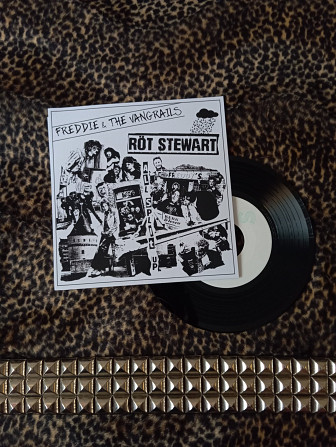 FREDDIE & THE VANGRAILS
RÖT STEWART
ALL SPLIT UP